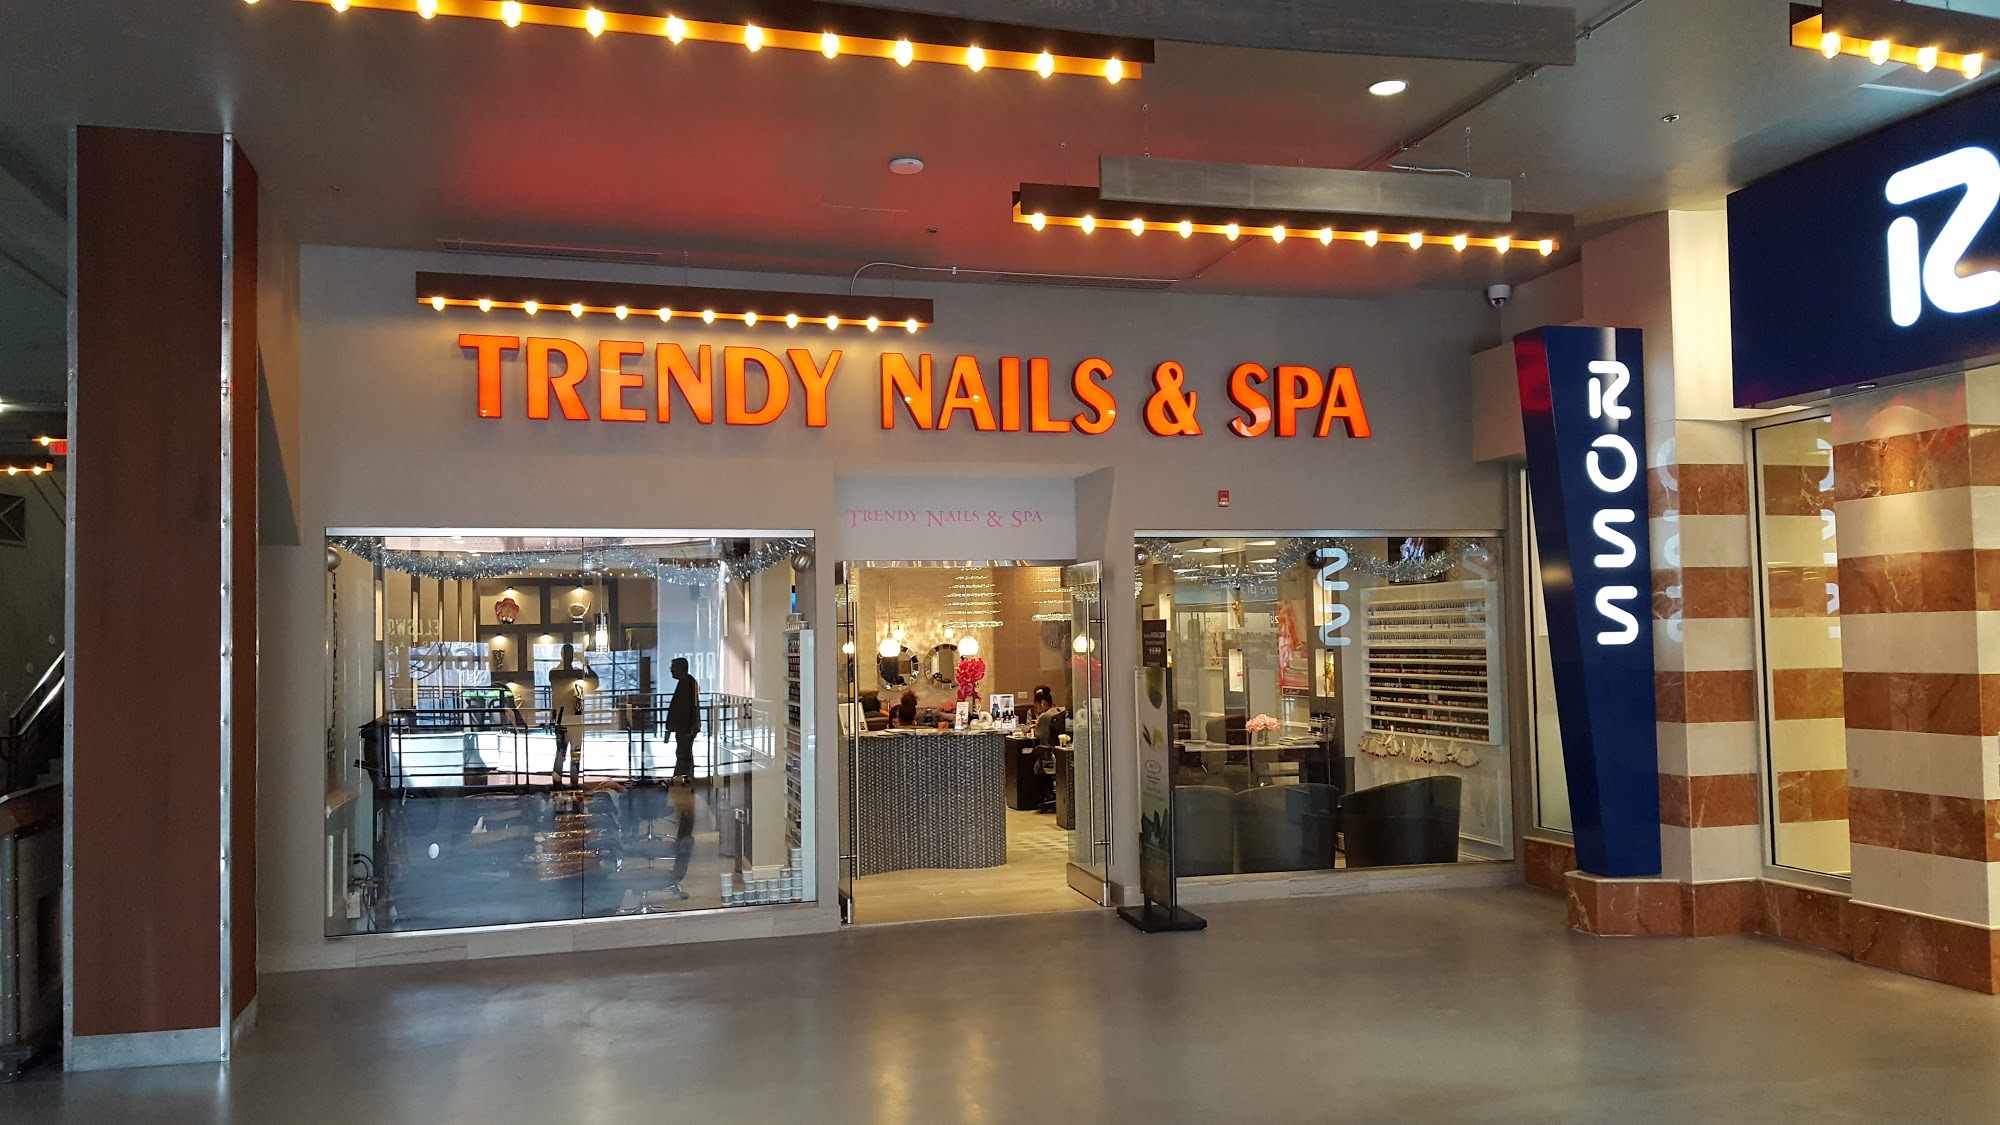 TRENDY NAILS & SPA
TRENDY NAILS & SPA
R
ROSS